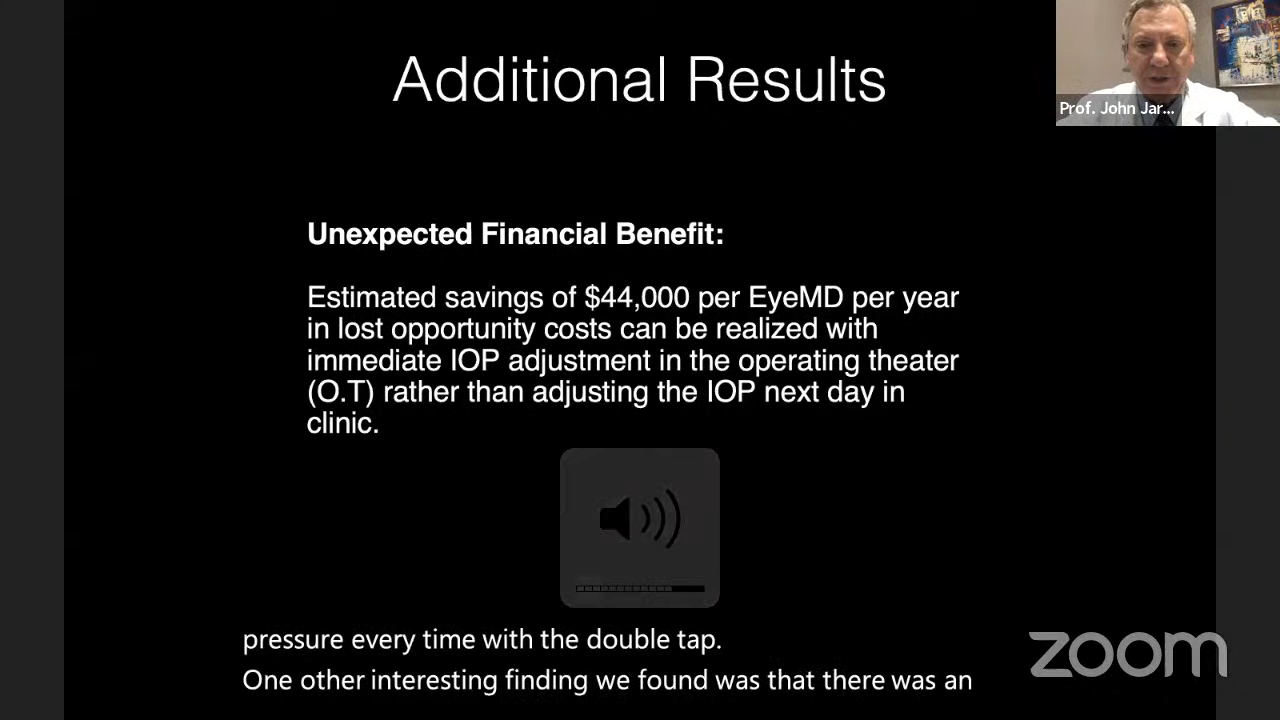 Additional Results
Prof. John Jar...
Unexpected Financial Benefit:
Estimated savings of $44,000 per EyeMD per year
in lost opportunity costs can be realized with
immediate IOP adjustment in the operating theater
(O.T) rather than adjusting the IOP next day in
clinic.
pressure every time with the double tap.
One other interesting finding we found was that there was an
zoom